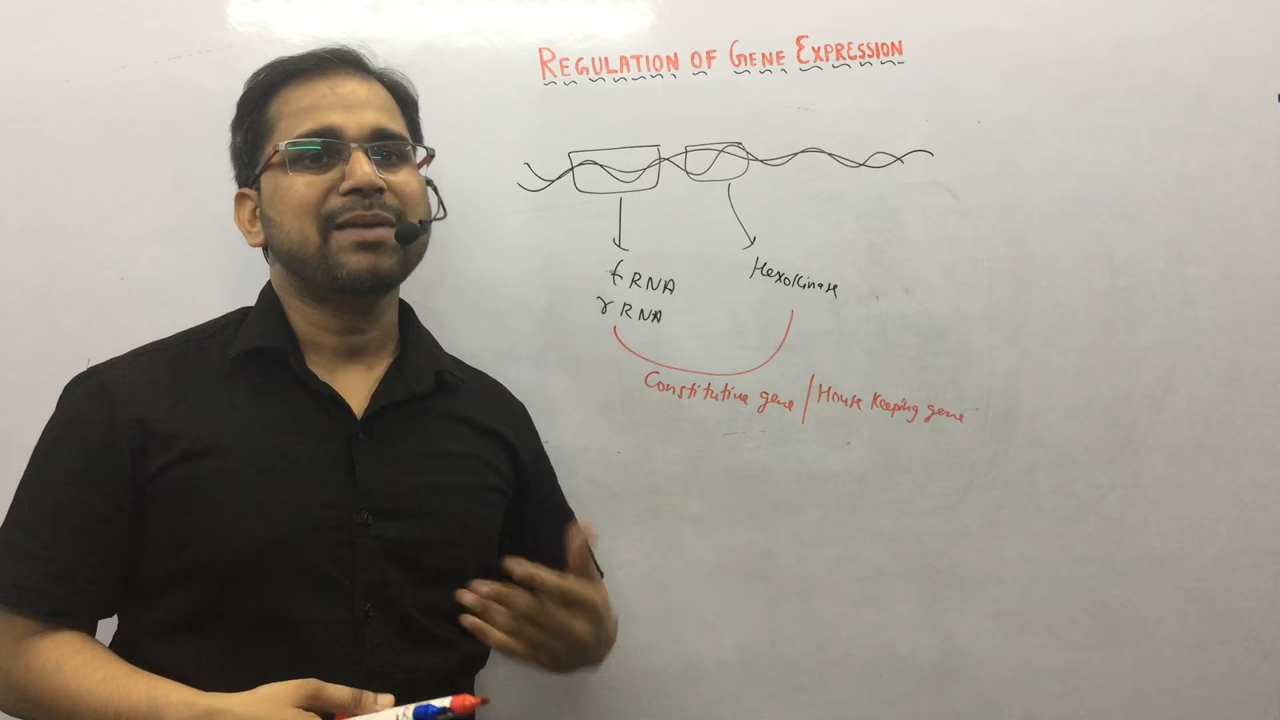 REGULATION OF GENE EXPRESSION
tRNA
rRNA
Hexokinase
Constitutive gene / House Keeping gene